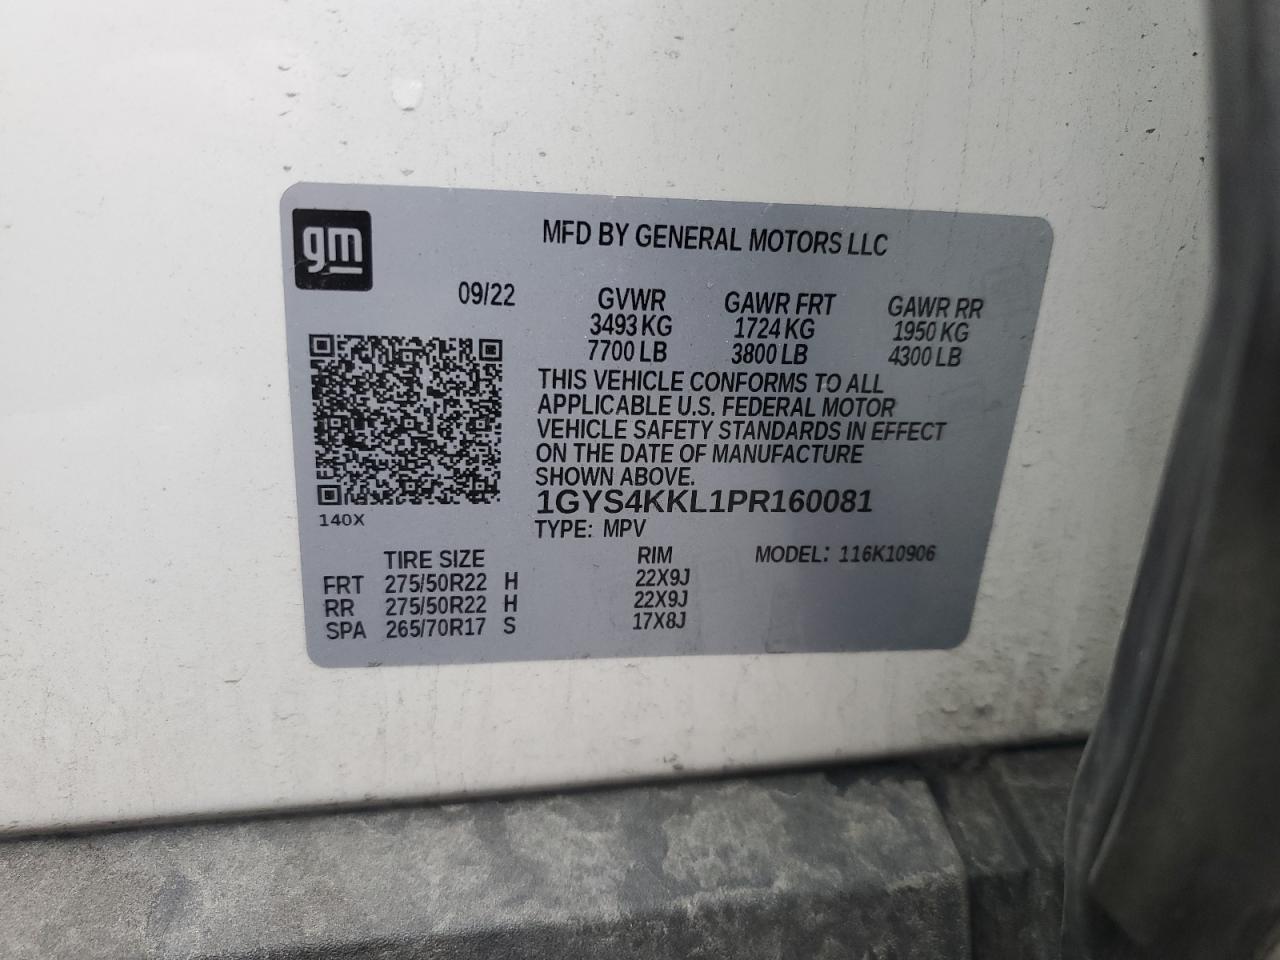 gm
MFD BY GENERAL MOTORS LLC
09/22 GVWR GAWR FRT GAWR RR
3493 KG 1724 KG 1950 KG
7700 LB 3800 LB 4300 LB
THIS VEHICLE CONFORMS TO ALL
APPLICABLE U.S. FEDERAL MOTOR
VEHICLE SAFETY STANDARDS IN EFFECT
ON THE DATE OF MANUFACTURE
SHOWN ABOVE.
1GYS4KKL1PR160081
140X
TYPE: MPV
TIRE SIZE RIM MODEL: 116K10906
FRT 275/50R22 H 22X9J
RR 275/50R22 H 22X9J
SPA 265/70R17 S 17X8J